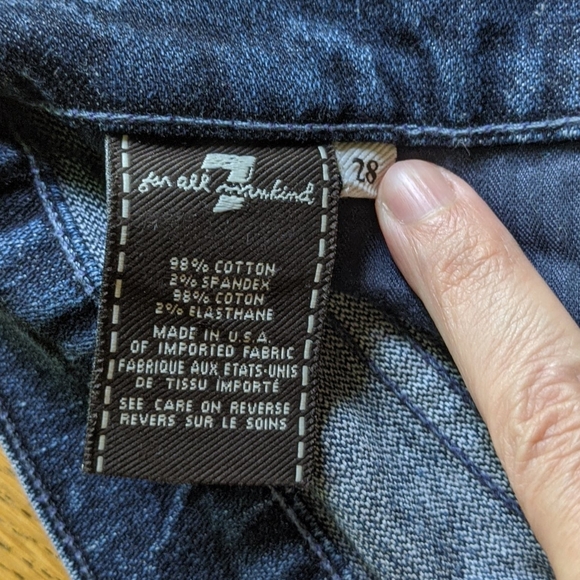 7
for all mankind
28
98% COTTON
2% SPANDEX
98% COTON
2% ELASTHANE
MADE IN U.S.A.
OF IMPORTED FABRIC
FABRIQUE AUX ETATS-UNIS
DE TISSU IMPORTÉ
SEE CARE ON REVERSE
REVERS SUR LE SOINS